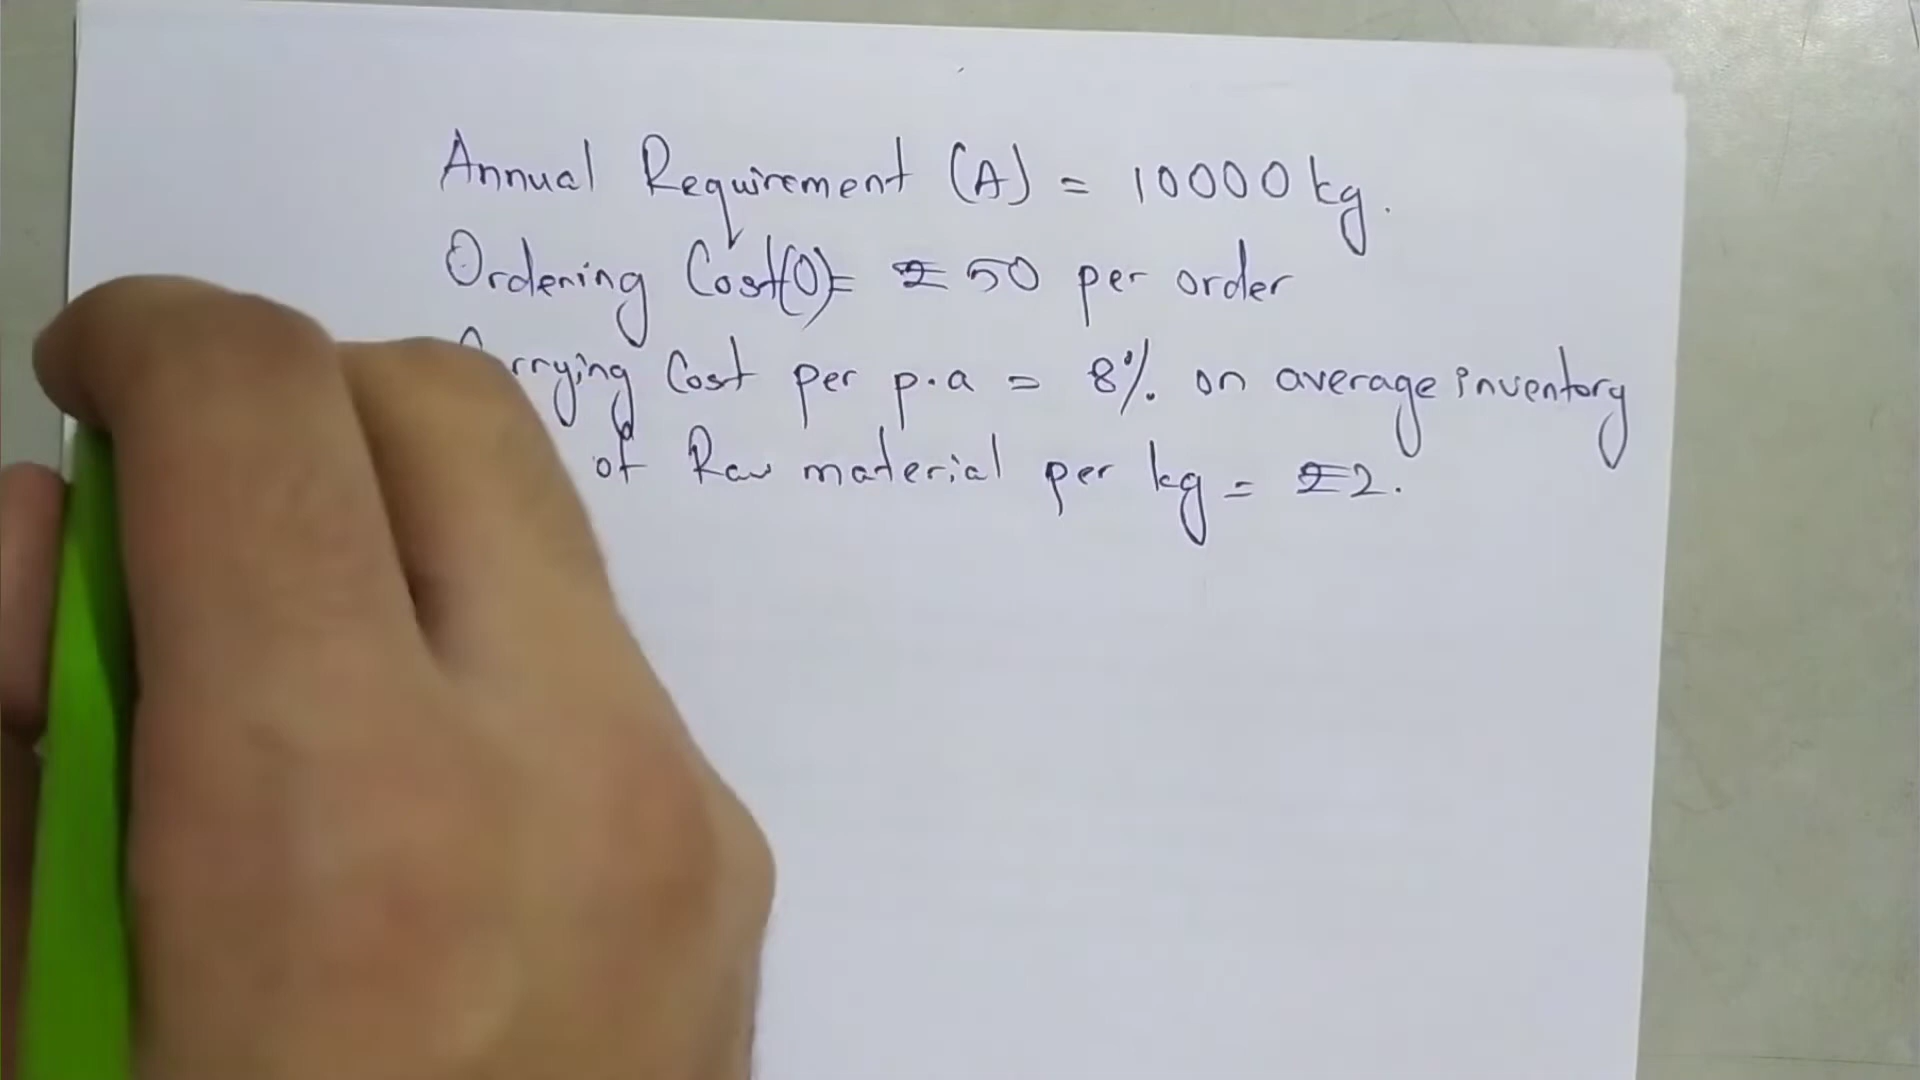 Annual Requirement (A) = 10000 kg.
Ordering Cost(O)= ₹ 50 per order
Cost per p.a = 8% on average inventory
of Raw material per kg = ₹2.